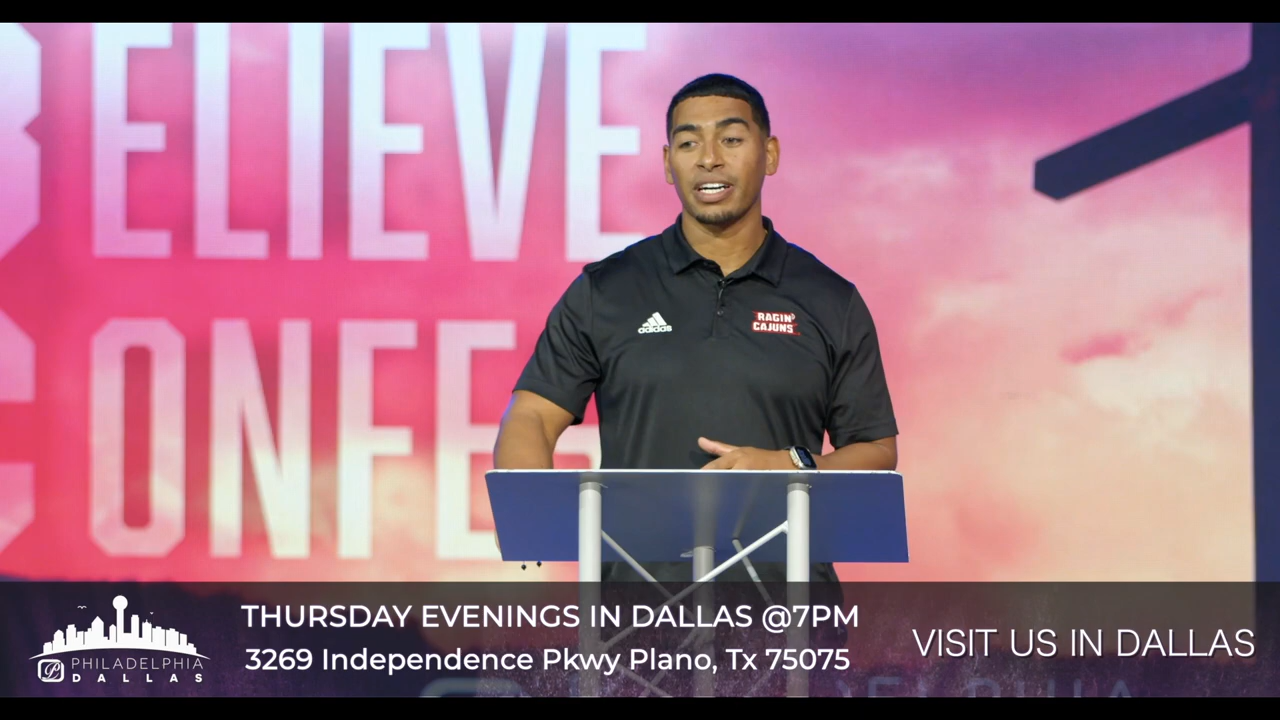 BELIEVE
CONFE
adidas
RAGIN'
CAJUNS
THURSDAY EVENINGS IN DALLAS @7PM
3269 Independence Pkwy Plano, Tx 75075
VISIT US IN DALLAS
PHILADELPHIA
DALLAS